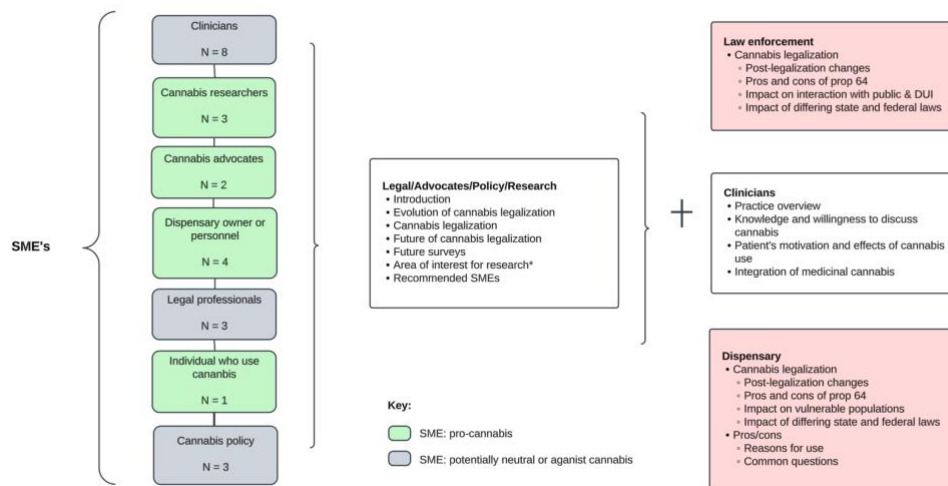 SME's
Clinicians
N = 8
Cannabis researchers
N = 3
Cannabis advocates
N = 2
Dispensary owner or
personnel
N = 4
Legal professionals
N = 3
Individual who use
cananbis
N = 1
Cannabis policy
N = 3
Legal/Advocates/Policy/Research
• Introduction
• Evolution of cannabis legalization
• Cannabis legalization
• Future of cannabis legalization
• Future surveys
• Area of interest for research*
• Recommended SMEs
Key:
SME: pro-cannabis
SME: potentially neutral or aganist cannabis
+
Law enforcement
• Cannabis legalization
◦ Post-legalization changes
◦ Pros and cons of prop 64
◦ Impact on interaction with public & DUI
◦ Impact of differing state and federal laws
Clinicians
• Practice overview
• Knowledge and willingness to discuss
cannabis
• Patient's motivation and effects of cannabis
use
• Integration of medicinal cannabis
Dispensary
• Cannabis legalization
◦ Post-legalization changes
◦ Pros and cons of prop 64
◦ Impact on vulnerable populations
◦ Impact of differing state and federal laws
• Pros/cons
◦ Reasons for use
◦ Common questions